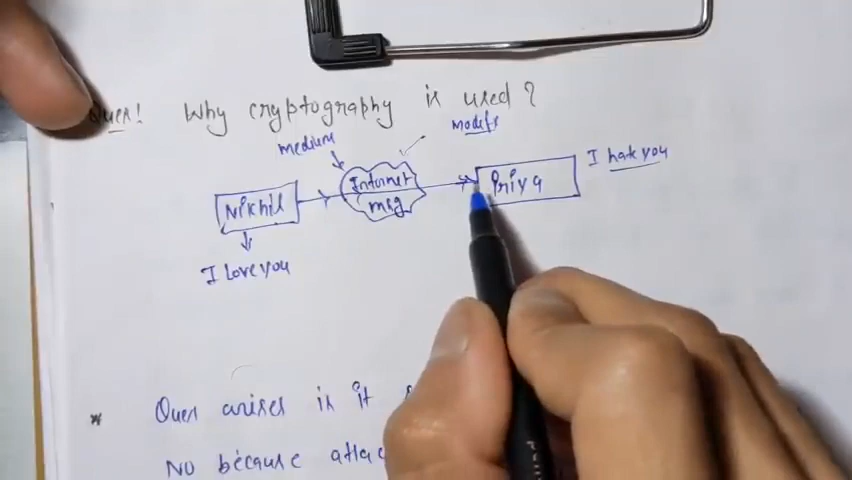 Ques! Why cryptography is used?
medium
modify
Internet
msg
Nikhil
Priya
I hate you
I Love you
* Ques arises is it
No because